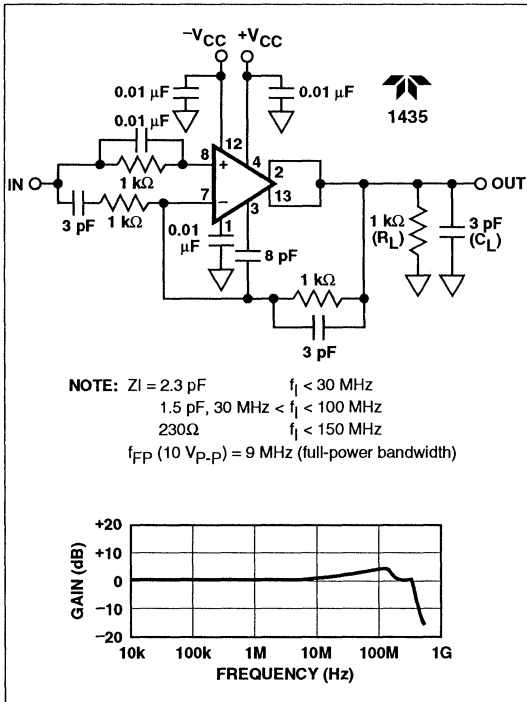 −VCC +VCC
0.01 µF
0.01 µF
1435
0.01 µF
12
4
8
+
2
IN
1 kΩ
13
OUT
7
−
3 pF
1 kΩ
1
3
0.01 µF
8 pF
1 kΩ (RL)
3 pF (CL)
1 kΩ
3 pF
NOTE: ZI = 2.3 pF fI < 30 MHz
1.5 pF, 30 MHz < fI < 100 MHz
230Ω fI < 150 MHz
fFP (10 VP-P) = 9 MHz (full-power bandwidth)
GAIN (dB)
+20
+10
0
−10
−20
10k 100k 1M 10M 100M 1G
FREQUENCY (Hz)